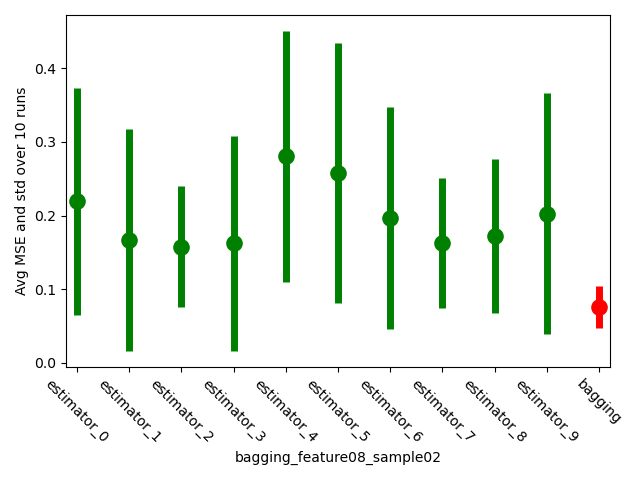 Avg MSE and std over 10 runs
0.4
0.3
0.2
0.1
0.0
estimator_0
estimator_1
estimator_2
estimator_3
estimator_4
estimator_5
estimator_6
estimator_7
estimator_8
estimator_9
bagging
bagging_feature08_sample02